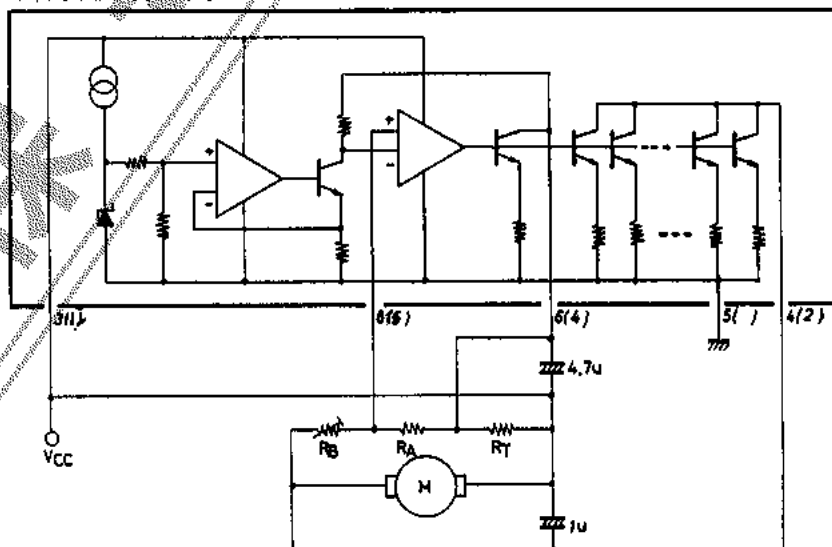 +
-
+
-
3(1) 8(6) 6(4) 5( ) 4(2)
4,7u
VCC
RB RA RT
M
1u